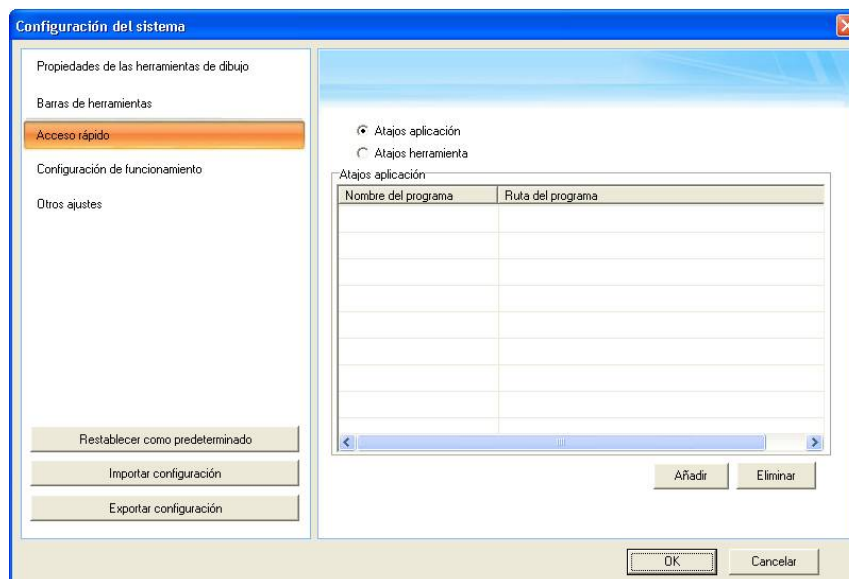 Configuración del sistema
Propiedades de las herramientas de dibujo
Barras de herramientas
Acceso rápido
Configuración de funcionamiento
Otros ajustes
Restablecer como predeterminado
Importar configuración
Exportar configuración
Atajos aplicación
Atajos herramienta
Atajos aplicación
Nombre del programa Ruta del programa
Añadir Eliminar
OK Cancelar